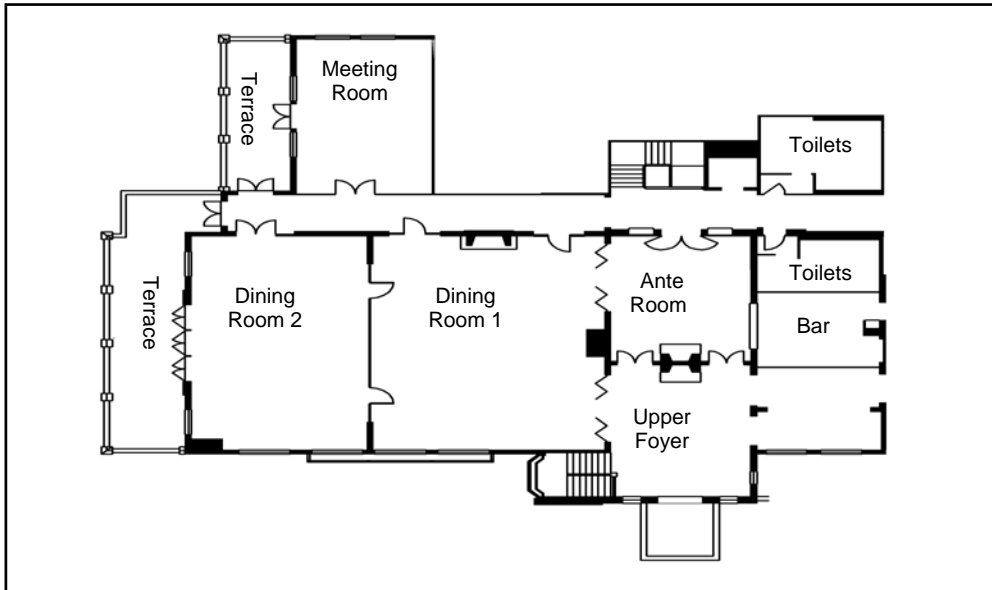 Meeting
Room
Terrace
Toilets
Terrace
Dining
Room 2
Dining
Room 1
Ante
Room
Toilets
Bar
Upper
Foyer